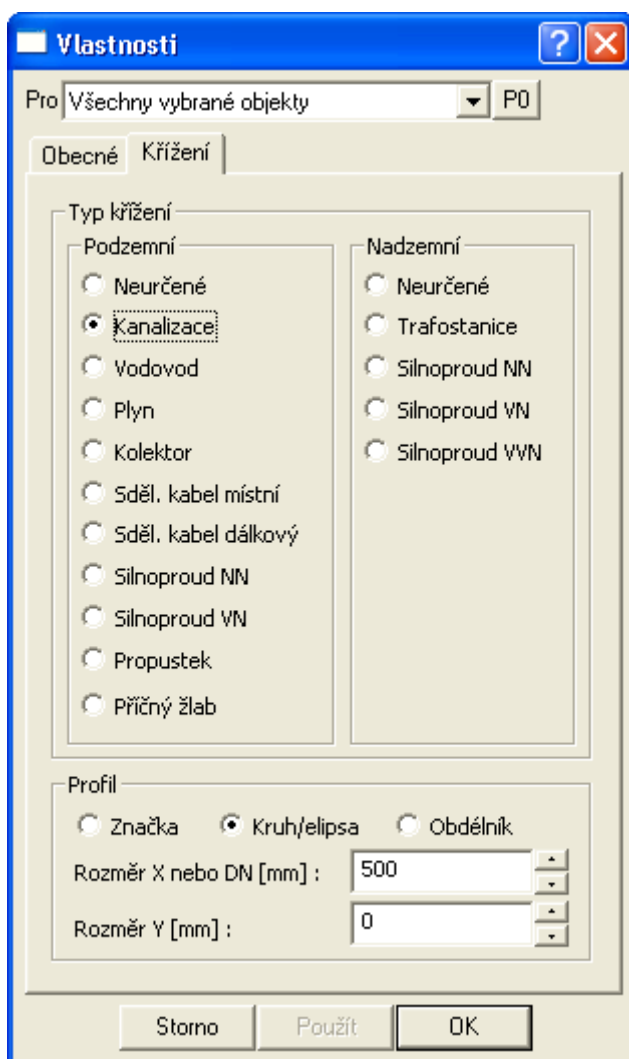 Vlastnosti
Pro Všechny vybrané objekty P0
Obecné Křížení
Typ křížení
Podzemní
Neurčené
Kanalizace
Vodovod
Plyn
Kolektor
Sděl. kabel místní
Sděl. kabel dálkový
Silnoproud NN
Silnoproud VN
Propustek
Příčný žlab
Nadzemní
Neurčené
Trafostanice
Silnoproud NN
Silnoproud VN
Silnoproud VVN
Profil
Značka Kruh/elipsa Obdélník
Rozměr X nebo DN [mm] : 500
Rozměr Y [mm] : 0
Storno Použít OK